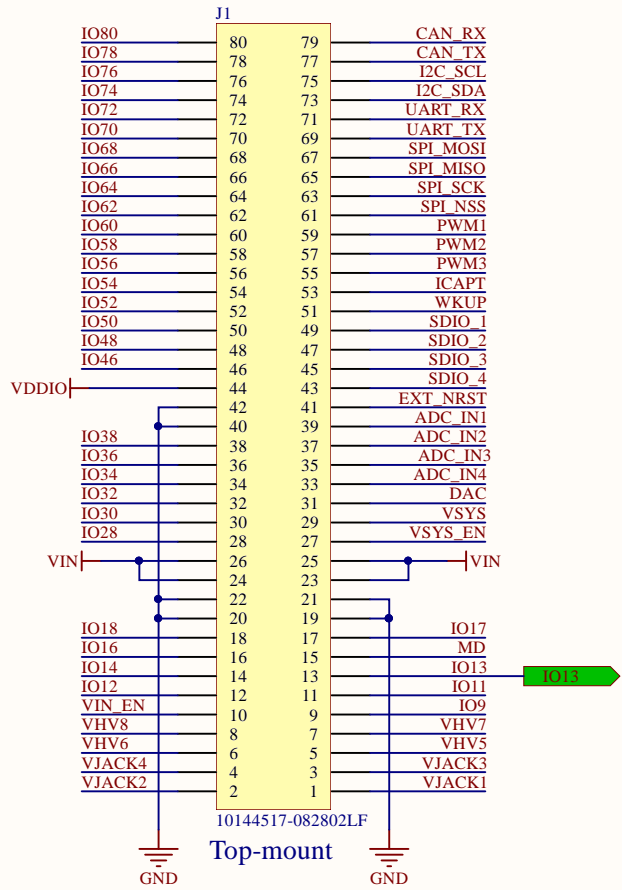 J1
IO80 80 79 CAN_RX
IO78 78 77 CAN_TX
IO76 76 75 I2C_SCL
IO74 74 73 I2C_SDA
IO72 72 71 UART_RX
IO70 70 69 UART_TX
IO68 68 67 SPI_MOSI
IO66 66 65 SPI_MISO
IO64 64 63 SPI_SCK
IO62 62 61 SPI_NSS
IO60 60 59 PWM1
IO58 58 57 PWM2
IO56 56 55 PWM3
IO54 54 53 ICAPT
IO52 52 51 WKUP
IO50 50 49 SDIO_1
IO48 48 47 SDIO_2
IO46 46 45 SDIO_3
VDDIO 44 43 SDIO_4
42 41 EXT_NRST
40 39 ADC_IN1
IO38 38 37 ADC_IN2
IO36 36 35 ADC_IN3
IO34 34 33 ADC_IN4
IO32 32 31 DAC
IO30 30 29 VSYS
IO28 28 27 VSYS_EN
VIN 26 25 VIN
24 23
22 21
20 19
IO18 18 17 IO17
IO16 16 15 MD
IO14 14 13 IO13 IO13
IO12 12 11 IO11
VIN_EN 10 9 IO9
VHV8 8 7 VHV7
VHV6 6 5 VHV5
VJACK4 4 3 VJACK3
VJACK2 2 1 VJACK1
10144517-082802LF
Top-mount
GND GND